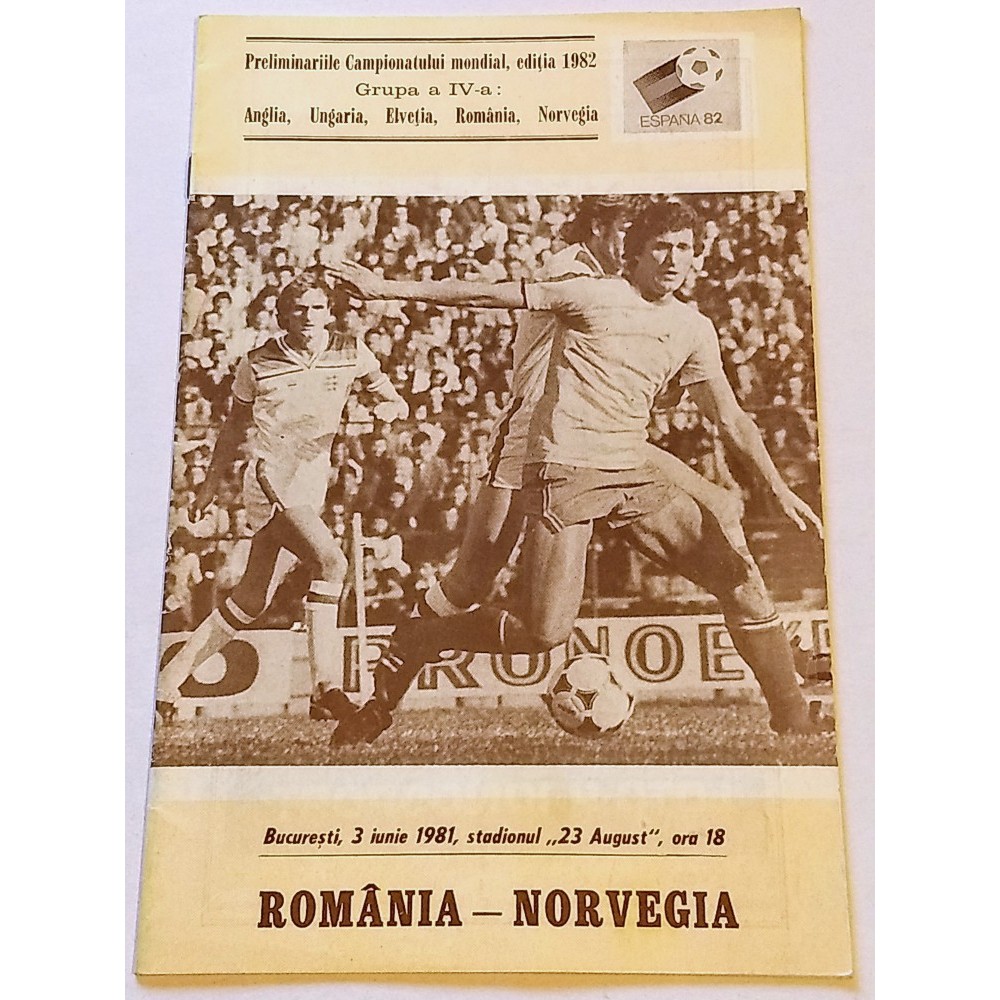 Preliminariile Campionatului mondial, ediția 1982
Grupa a IV-a:
Anglia, Ungaria, Elveția, România, Norvegia
ESPAÑA 82
PRONOE
București, 3 iunie 1981, stadionul „23 August“, ora 18
ROMÂNIA – NORVEGIA